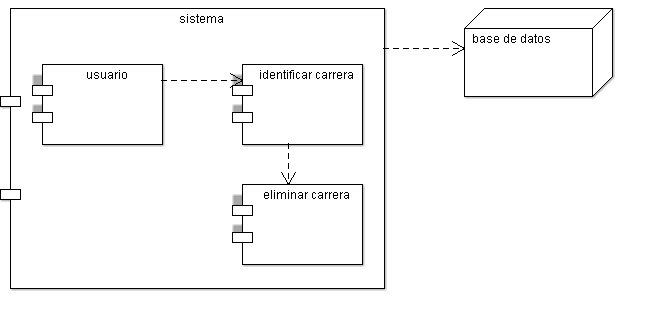 sistema
base de datos
usuario
identificar carrera
eliminar carrera